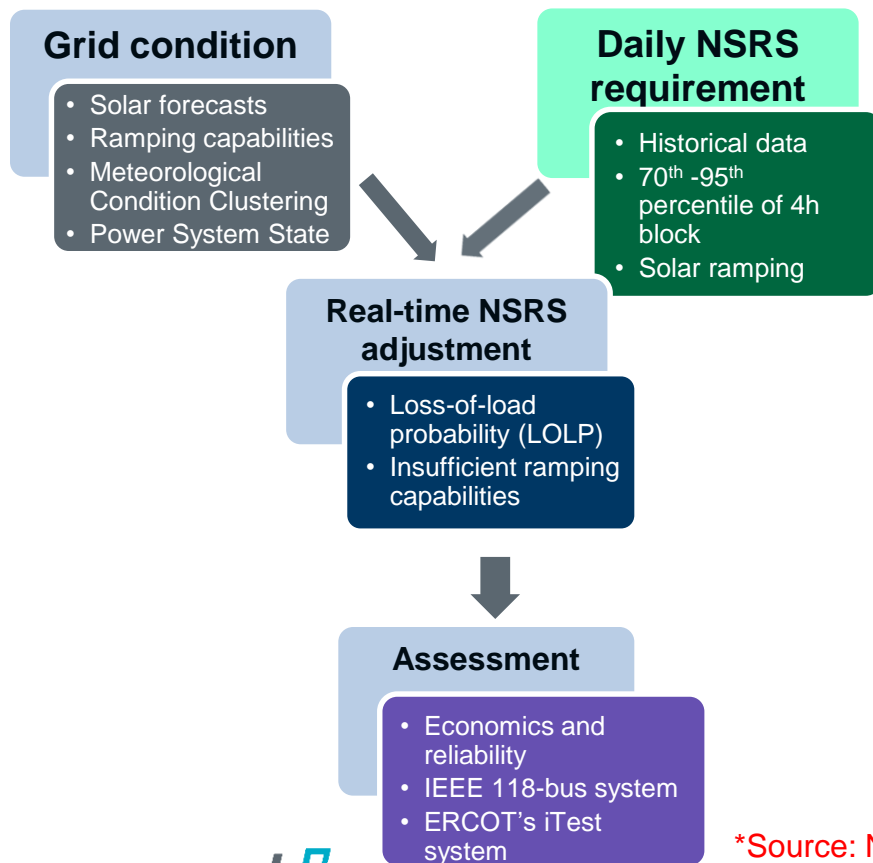 Grid condition
• Solar forecasts
• Ramping capabilities
• Meteorological
Condition Clustering
• Power System State
Daily NSRS
requirement
• Historical data
• 70th -95th
percentile of 4h
block
• Solar ramping
Real-time NSRS
adjustment
• Loss-of-load
probability (LOLP)
• Insufficient ramping
capabilities
Assessment
• Economics and
reliability
• IEEE 118-bus system
• ERCOT's iTest
system
*Source: